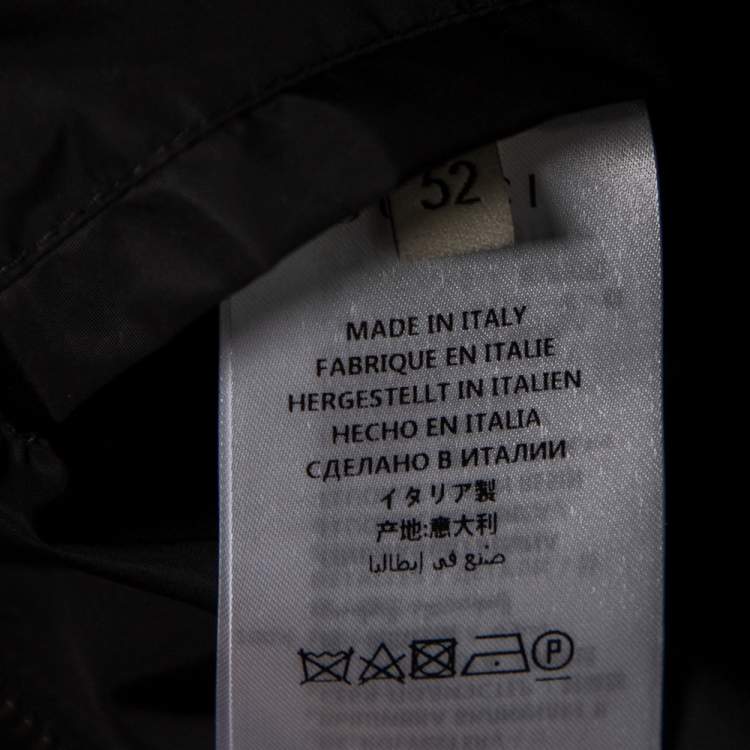 52
MADE IN ITALY
FABRIQUE EN ITALIE
HERGESTELLT IN ITALIEN
HECHO EN ITALIA
СДЕЛАНО В ИТАЛИИ
イタリア製
产地:意大利
صنع في إيطاليا
P